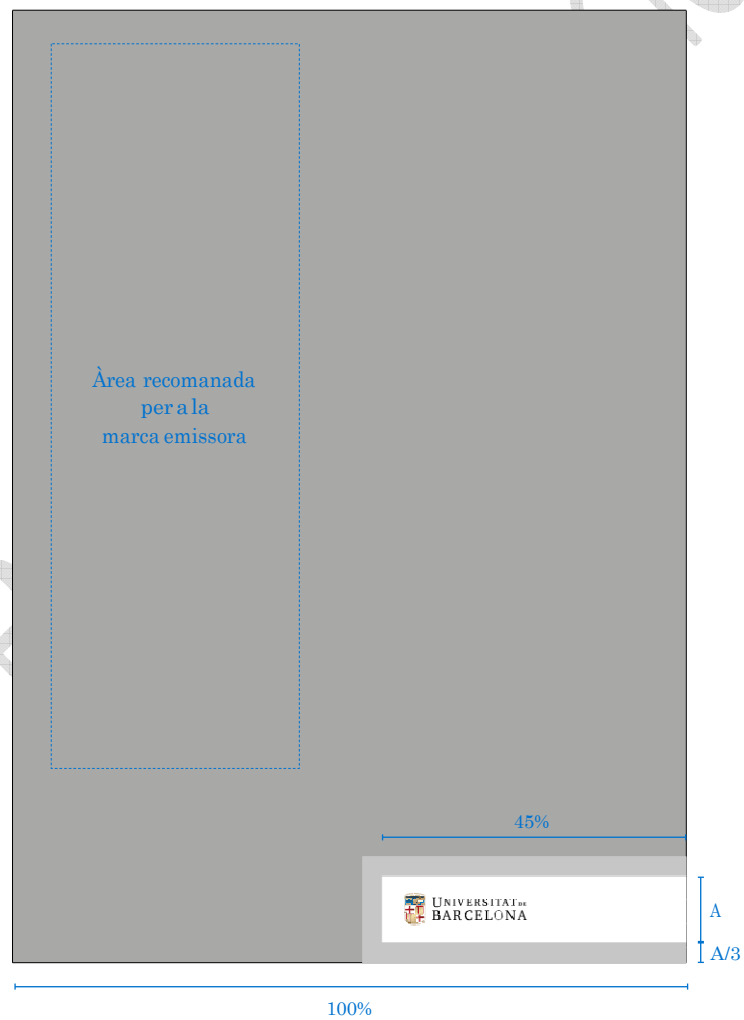 Àrea recomanada
per a la
marca emissora
45%
UNIVERSITAT DE
BARCELONA
A
A/3
100%